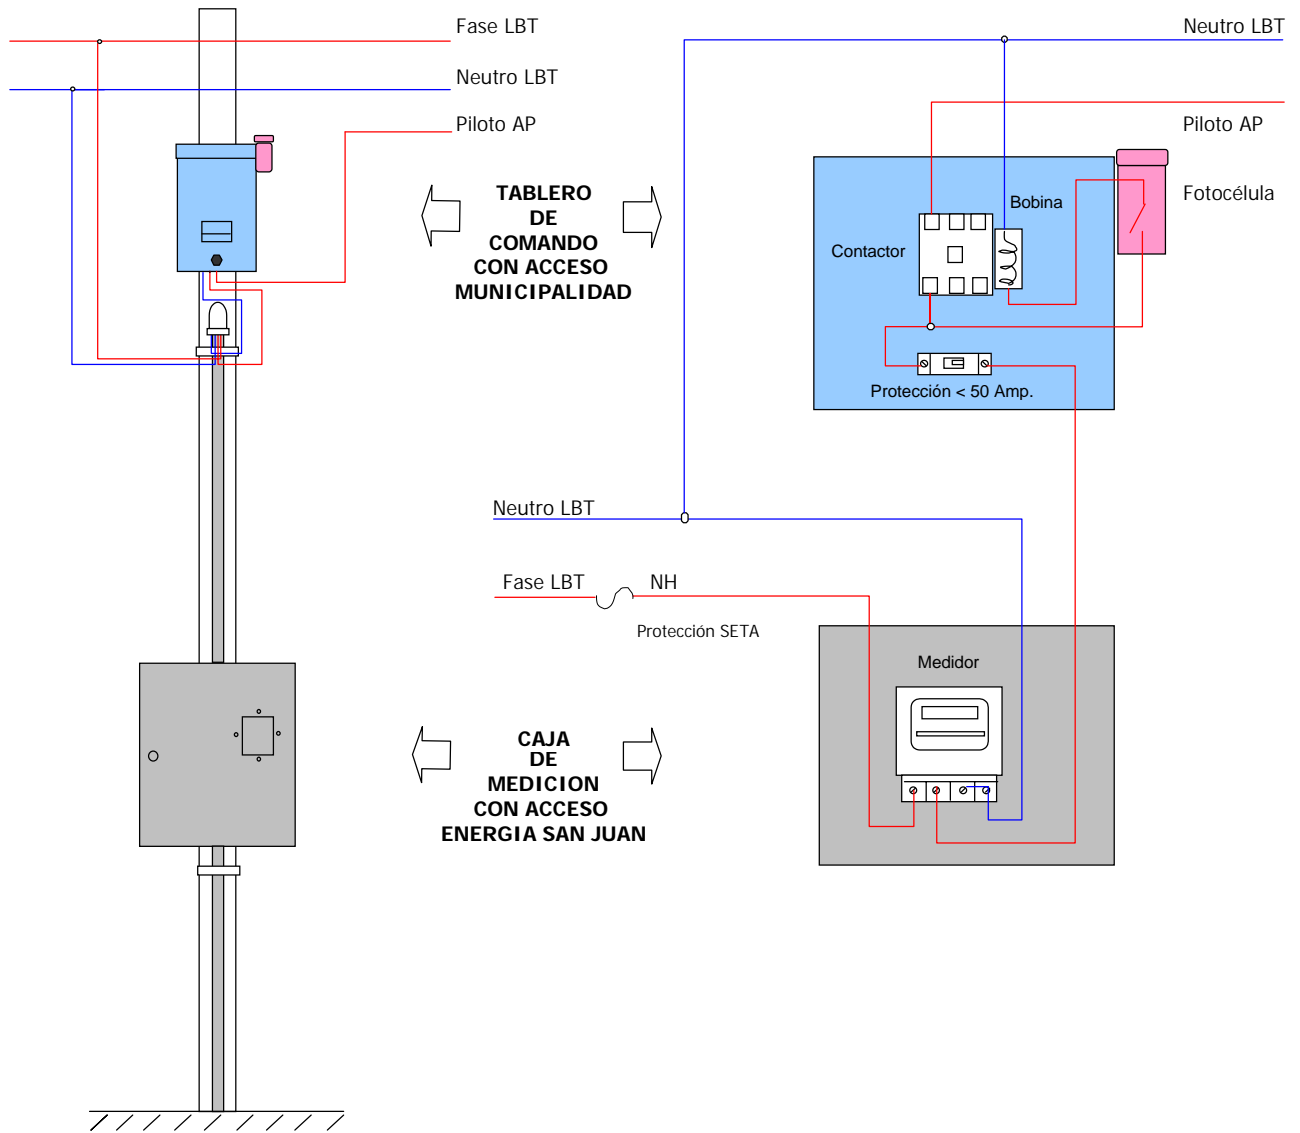 Fase LBT
Neutro LBT
Piloto AP
TABLERO
DE
COMANDO
CON ACCESO
MUNICIPALIDAD
Neutro LBT
Piloto AP
Fotocélula
Bobina
Contactor
Protección < 50 Amp.
Neutro LBT
Fase LBT
NH
Protección SETA
Medidor
CAJA
DE
MEDICION
CON ACCESO
ENERGIA SAN JUAN